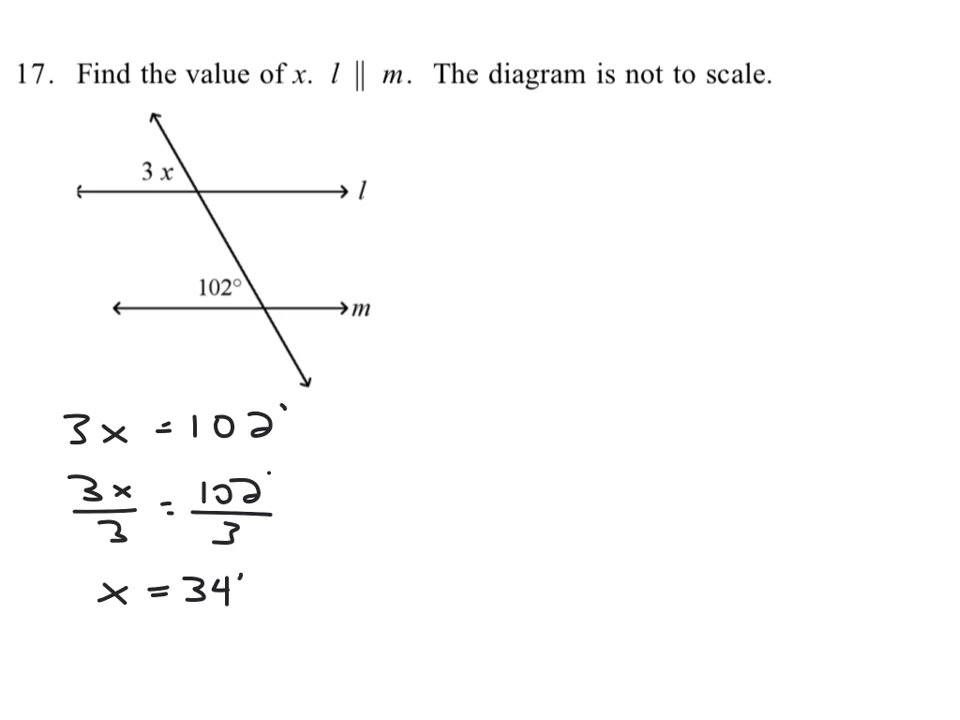 17. Find the value of x. l ∥ m. The diagram is not to scale.
3 x
l
102°
m
3x = 102°
3x/3 = 102°/3
x = 34°